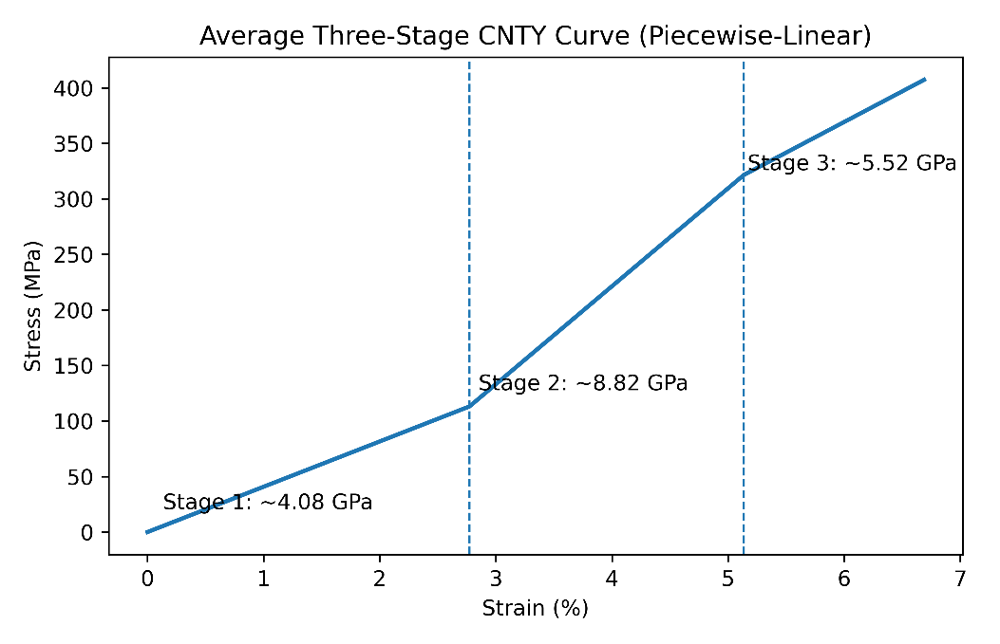 Average Three-Stage CNTY Curve (Piecewise-Linear)
Stress (MPa)
400
350
300
250
200
150
100
50
0
Stage 3: ~5.52 GPa
Stage 2: ~8.82 GPa
Stage 1: ~4.08 GPa
0 1 2 3 4 5 6 7
Strain (%)